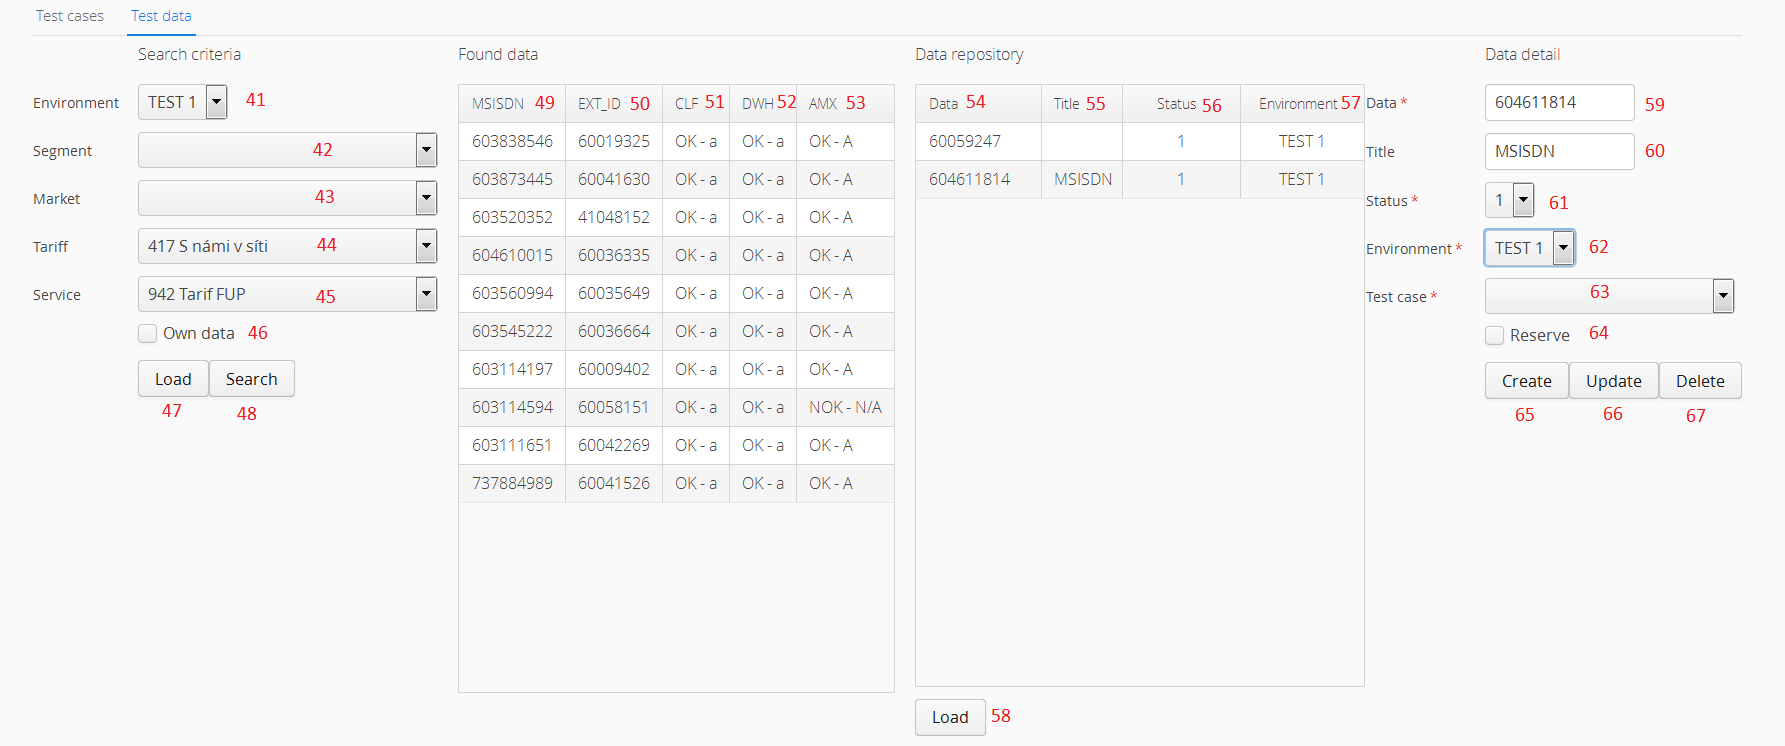 Test cases Test data
Search criteria Found data Data repository Data detail
Environment TEST 1 41
Segment 42
Market 43
Tariff 417 S námi v síti 44
Service 942 Tarif FUP 45
Own data 46
Load Search
47 48
MSISDN 49 EXT_ID 50 CLF 51 DWH 52 AMX 53
603838546 60019325 OK - a OK - a OK - A
603873445 60041630 OK - a OK - a OK - A
603520352 41048152 OK - a OK - a OK - A
604610015 60036335 OK - a OK - a OK - A
603560994 60035649 OK - a OK - a OK - A
603545222 60036664 OK - a OK - a OK - A
603114197 60009402 OK - a OK - a OK - A
603114594 60058151 OK - a OK - a NOK - N/A
603111651 60042269 OK - a OK - a OK - A
737884989 60041526 OK - a OK - a OK - A
Data 54 Title 55 Status 56 Environment 57
60059247 1 TEST 1
604611814 MSISDN 1 TEST 1
Load 58
Data * 604611814 59
Title MSISDN 60
Status * 1 61
Environment * TEST 1 62
Test case * 63
Reserve 64
Create Update Delete
65 66 67